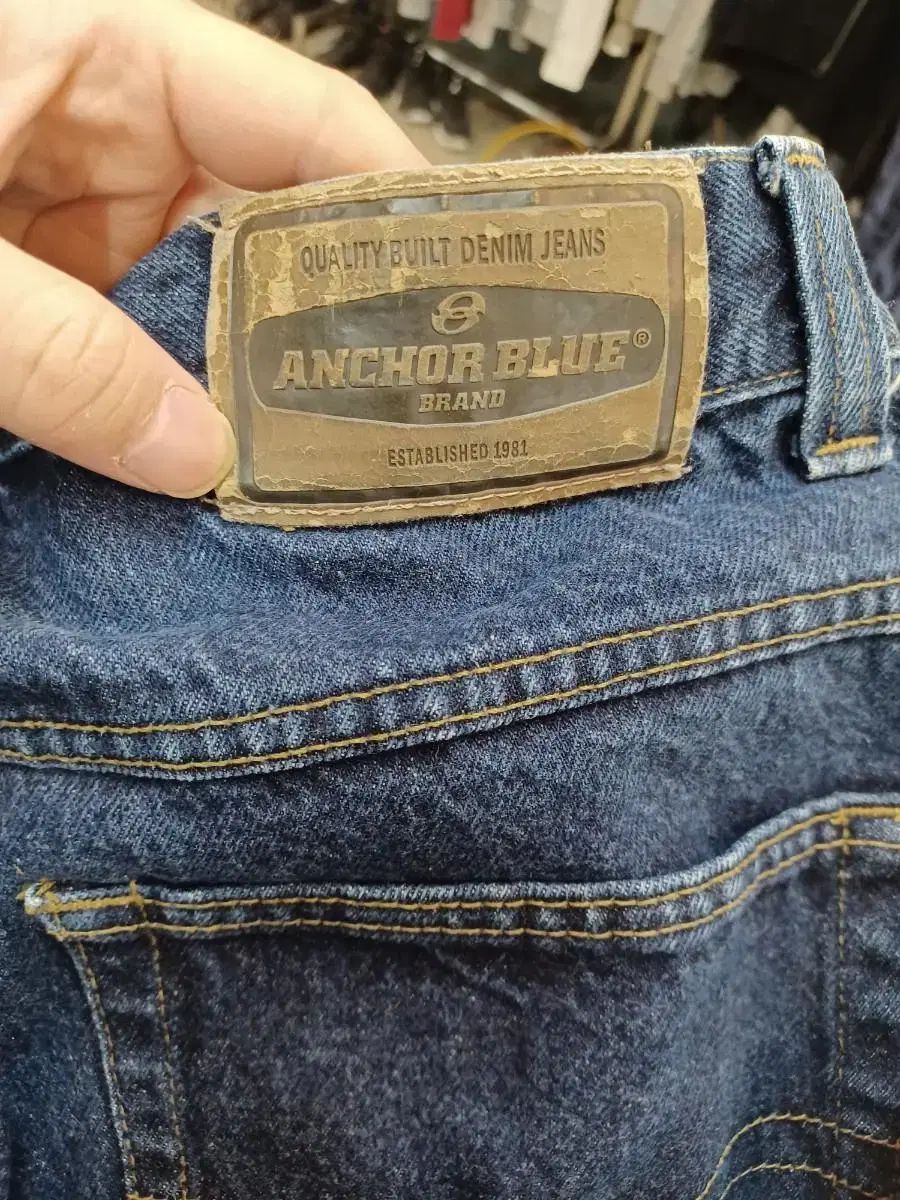 QUALITY BUILT DENIM JEANS
ANCHOR BLUE®
BRAND
ESTABLISHED 1981